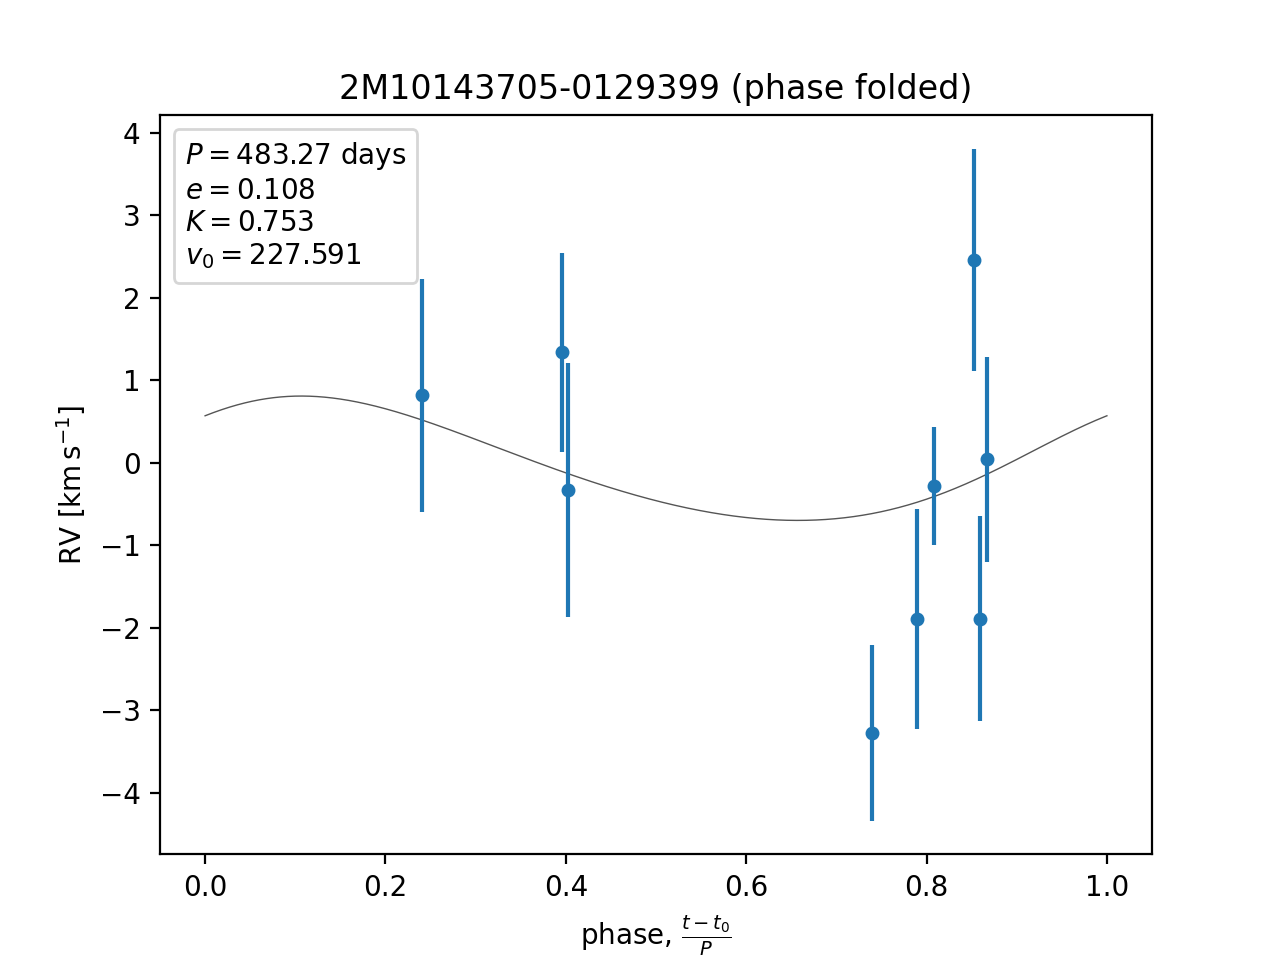 2M10143705-0129399 (phase folded)
P = 483.27 days
e = 0.108
K = 0.753
v₀ = 227.591
4
3
2
1
0
−1
−2
−3
−4
RV [km s⁻¹]
0.0 0.2 0.4 0.6 0.8 1.0
phase, (t − t₀)/P